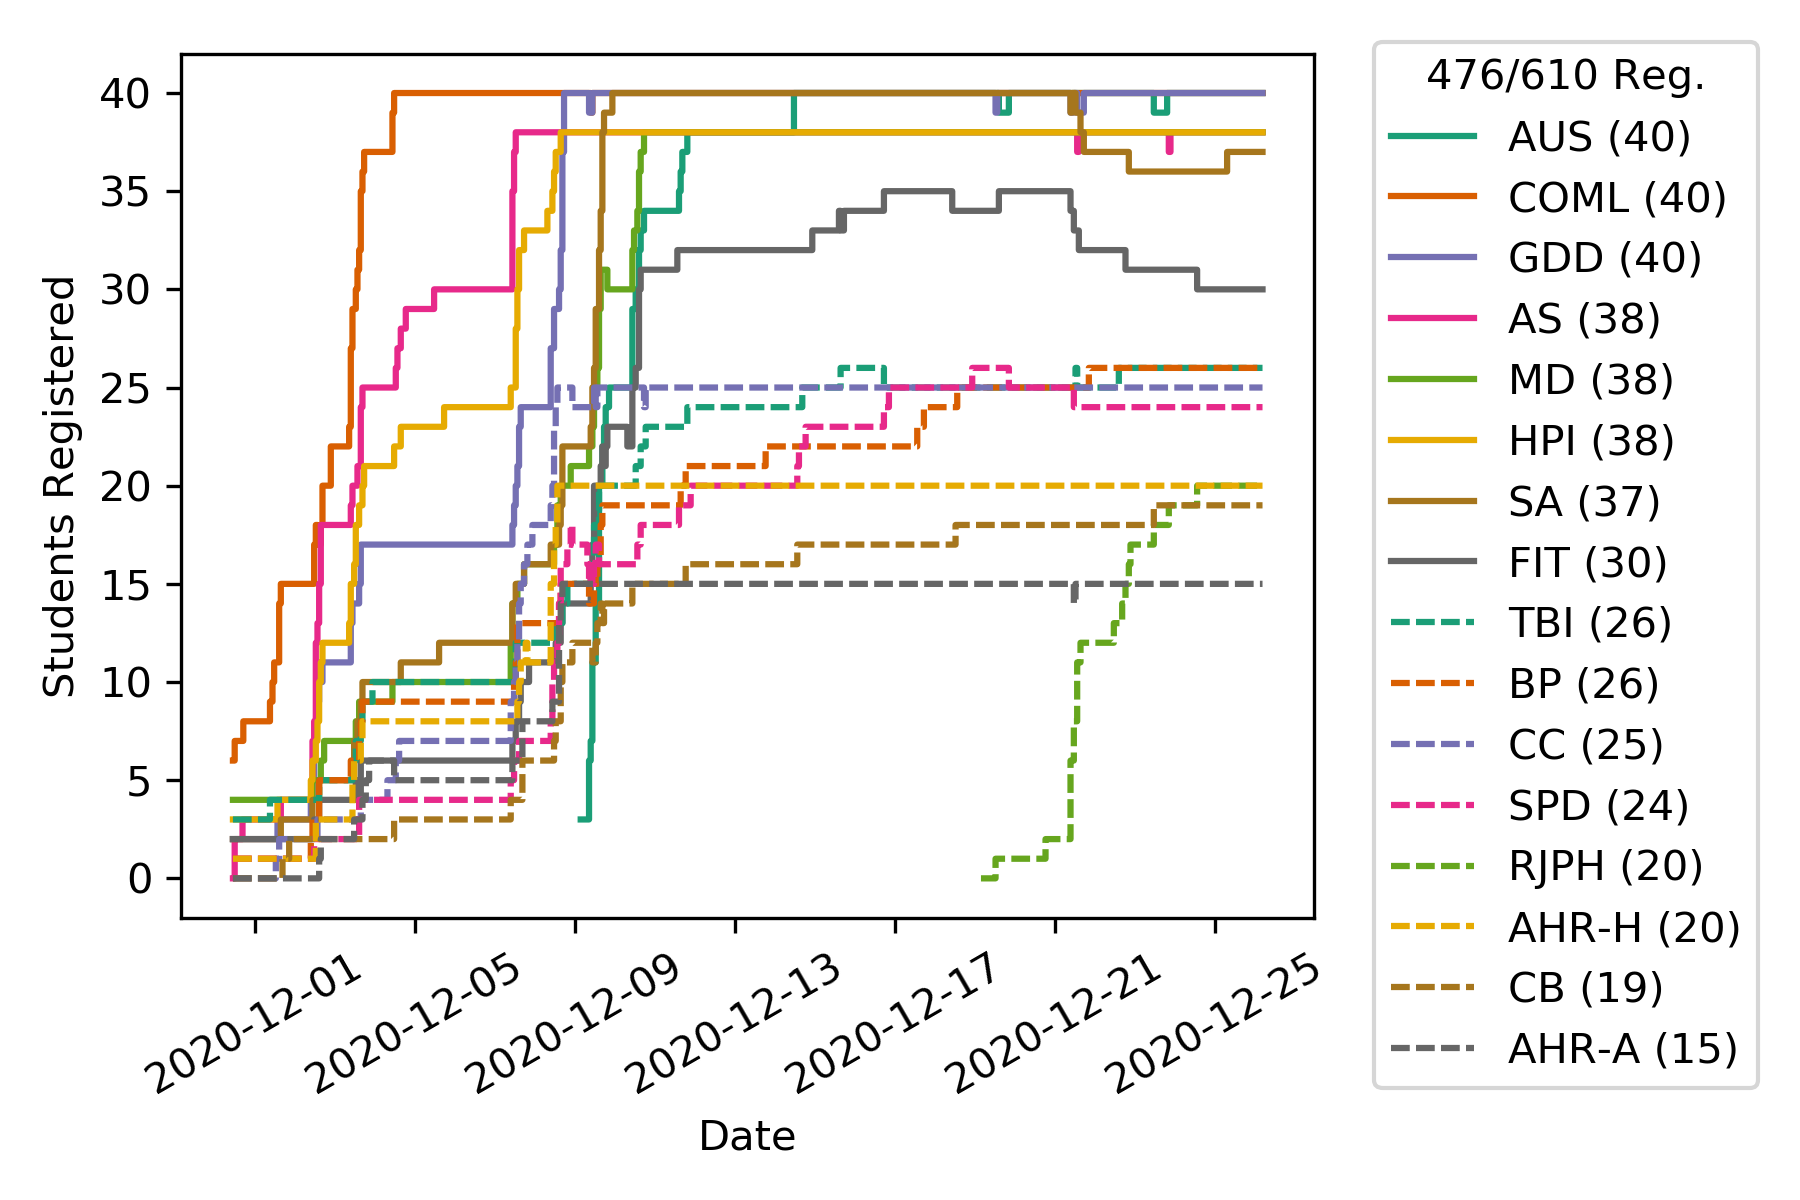 476/610 Reg.
AUS (40)
COML (40)
GDD (40)
AS (38)
MD (38)
HPI (38)
SA (37)
FIT (30)
TBI (26)
BP (26)
CC (25)
SPD (24)
RJPH (20)
AHR-H (20)
CB (19)
AHR-A (15)
Students Registered
40
35
30
25
20
15
10
5
0
2020-12-01
2020-12-05
2020-12-09
2020-12-13
2020-12-17
2020-12-21
2020-12-25
Date